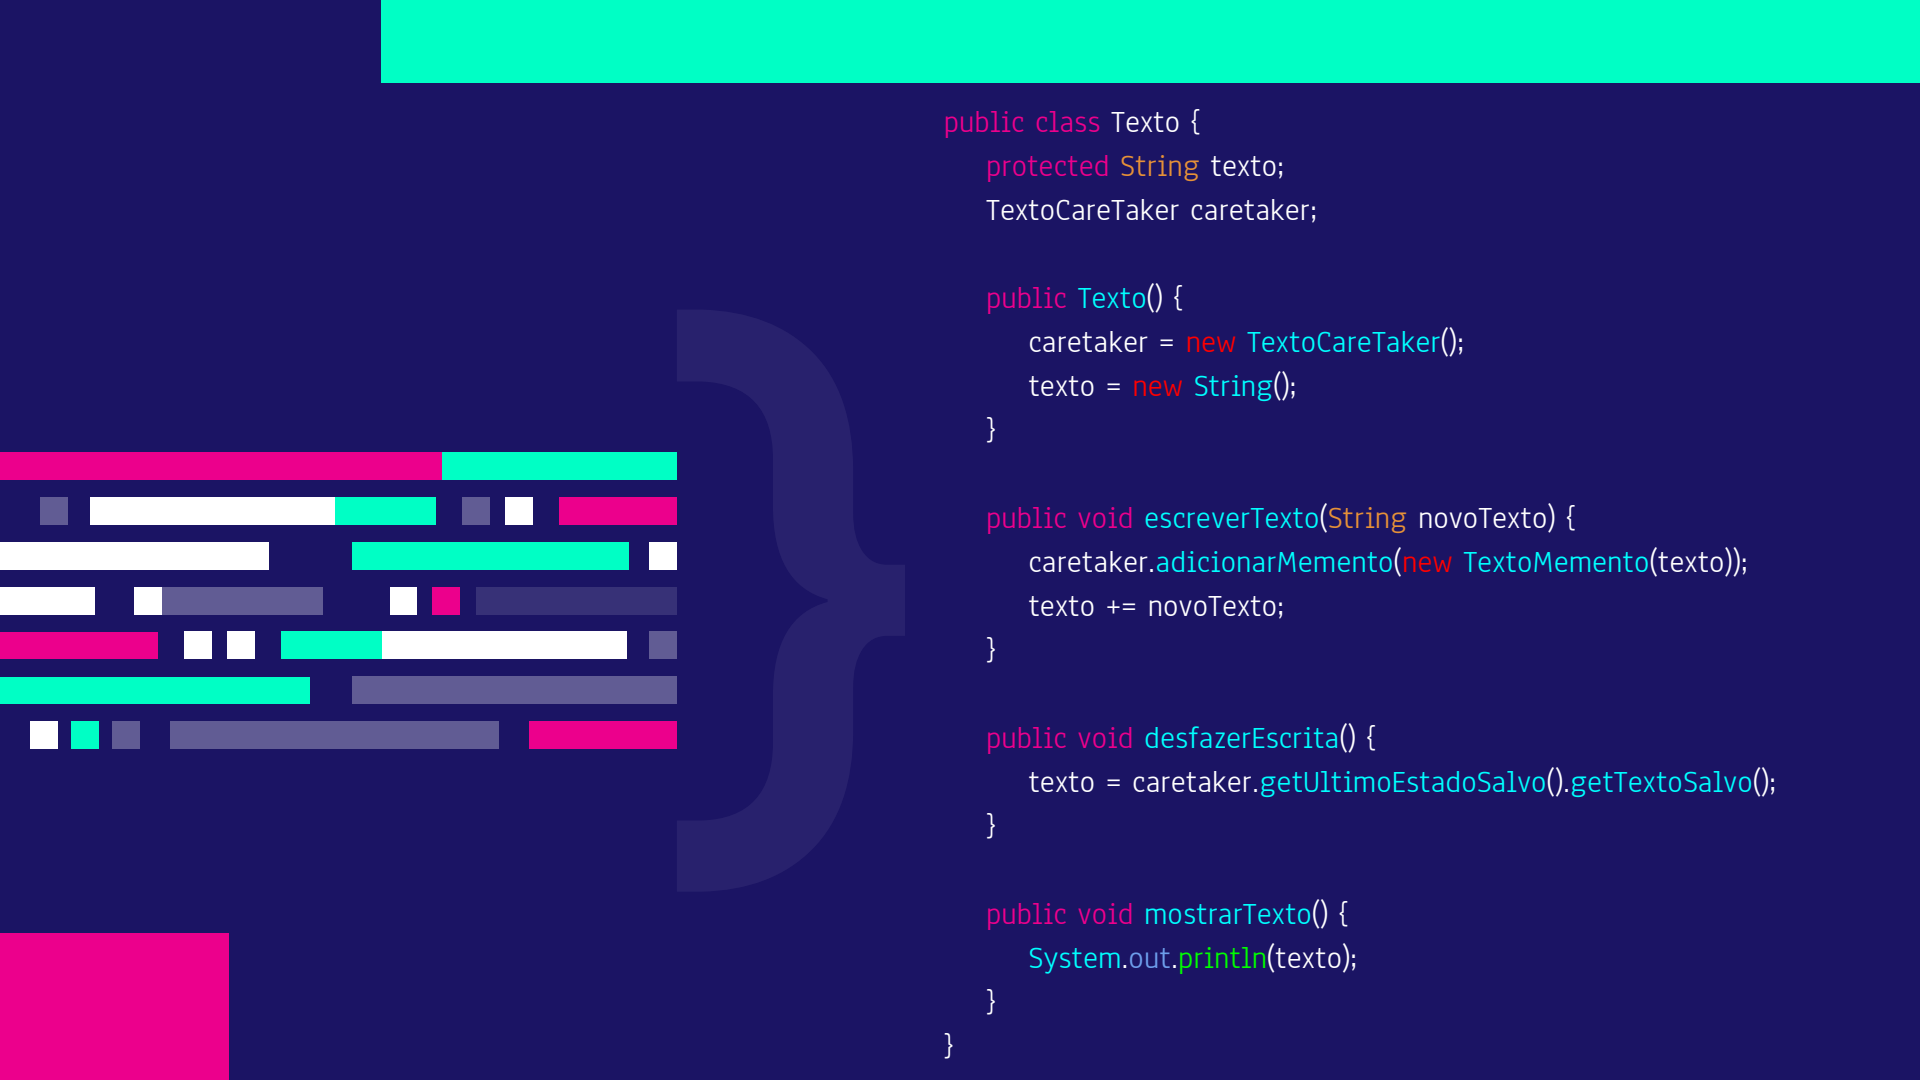 public class Texto {
protected String texto;
TextoCareTaker caretaker;
public Texto() {
caretaker = new TextoCareTaker();
texto = new String();
}
public void escreverTexto(String novoTexto) {
caretaker.adicionarMemento(new TextoMemento(texto));
texto += novoTexto;
}
public void desfazerEscrita() {
texto = caretaker.getUltimoEstadoSalvo().getTextoSalvo();
}
public void mostrarTexto() {
System.out.println(texto);
}
}